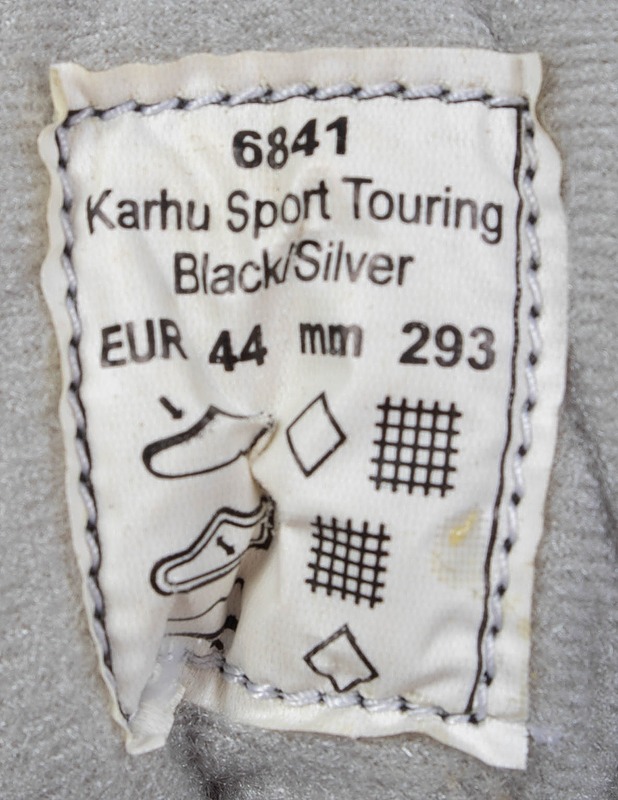 6841
Karhu Sport Touring
Black/Silver
EUR 44 mm 293